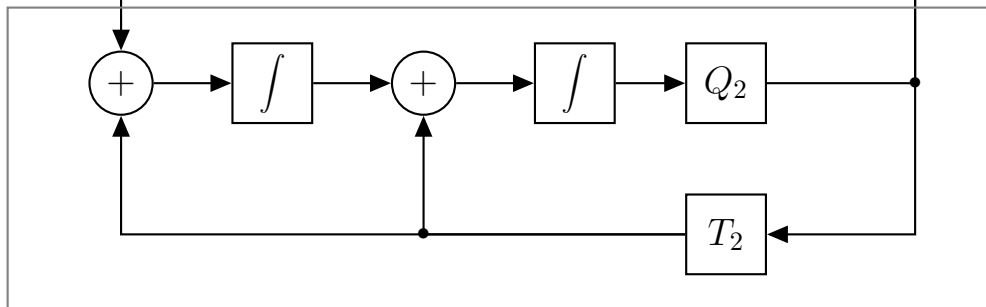 + ∫ + ∫ Q₂
T₂